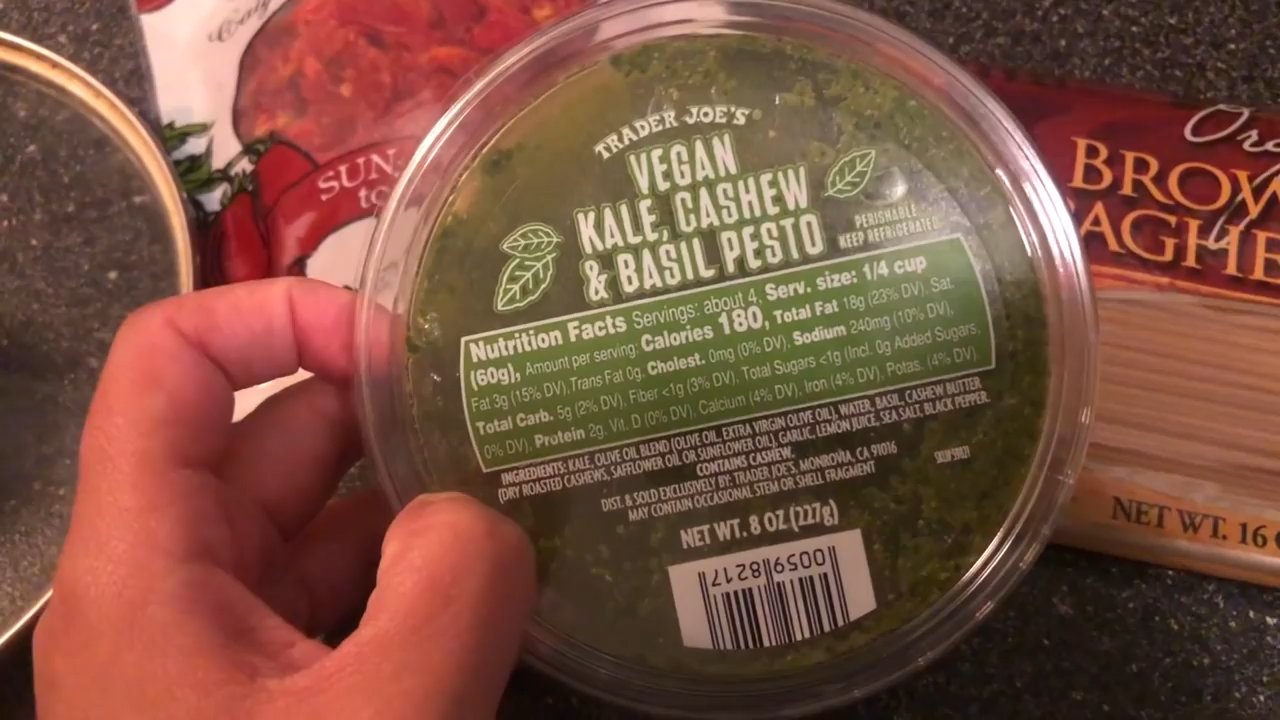 Calif
SUN
to
TRADER JOE'S®
VEGAN
KALE, CASHEW
& BASIL PESTO
PERISHABLE
KEEP REFRIGERATED
Nutrition Facts Servings: about 4, Serv. size: 1/4 cup
(60g), Amount per serving: Calories 180, Total Fat 18g (23% DV), Sat.
Fat 3g (15% DV), Trans Fat 0g, Cholest. 0mg (0% DV), Sodium 240mg (10% DV),
Total Carb. 5g (2% DV), Fiber <1g (3% DV), Total Sugars <1g (Incl. 0g Added Sugars,
0% DV), Protein 2g, Vit. D (0% DV), Calcium (4% DV), Iron (4% DV), Potas. (4% DV).
INGREDIENTS: KALE, OLIVE OIL BLEND (OLIVE OIL, EXTRA VIRGIN OLIVE OIL), WATER, BASIL, CASHEW BUTTER
(DRY ROASTED CASHEWS, SAFFLOWER OIL OR SUNFLOWER OIL), GARLIC, LEMON JUICE, SEA SALT, BLACK PEPPER.
CONTAINS CASHEW.
DIST. & SOLD EXCLUSIVELY BY: TRADER JOE'S, MONROVIA, CA 91016
MAY CONTAIN OCCASIONAL STEM OR SHELL FRAGMENT
NET WT. 8 OZ (227g)
0059 8217
Org
BROW
AGHE
NET WT. 16